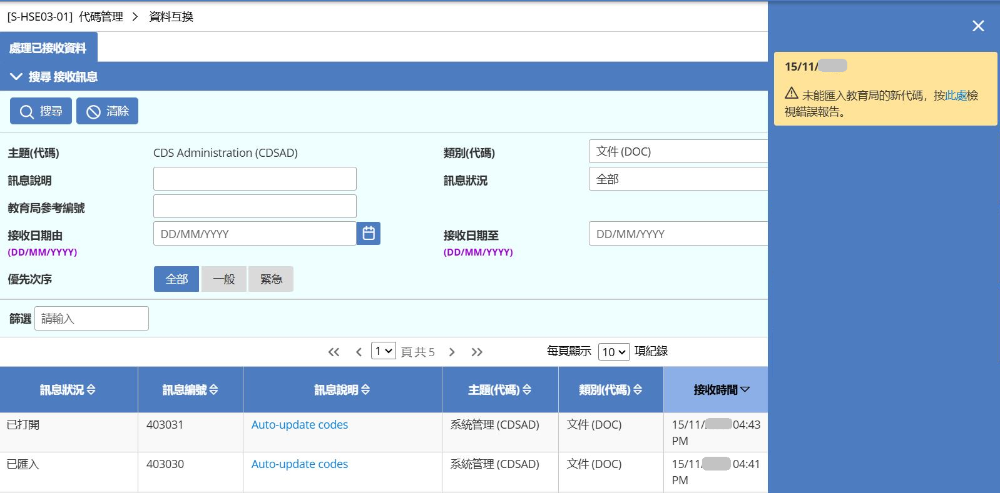 [S-HSE03-01] 代碼管理 > 資料互換
處理已接收資料
搜尋 接收訊息
搜尋 清除
主題(代碼) CDS Administration (CDSAD) 類別(代碼) 文件 (DOC)
訊息說明 訊息狀況 全部
教育局參考編號
接收日期由 DD/MM/YYYY 接收日期至 DD/MM/YYYY
(DD/MM/YYYY) (DD/MM/YYYY)
優先次序 全部 一般 緊急
篩選 請輸入
1 頁 共 5 每頁顯示 10 項紀錄
訊息狀況 訊息編號 訊息說明 主題(代碼) 類別(代碼) 接收時間
已打開 403031 Auto-update codes 系統管理 (CDSAD) 文件 (DOC) 15/11/ 04:43
PM
已匯入 403030 Auto-update codes 系統管理 (CDSAD) 文件 (DOC) 15/11/ 04:41
PM
15/11/
未能匯入教育局的新代碼，按此處檢
視錯誤報告。